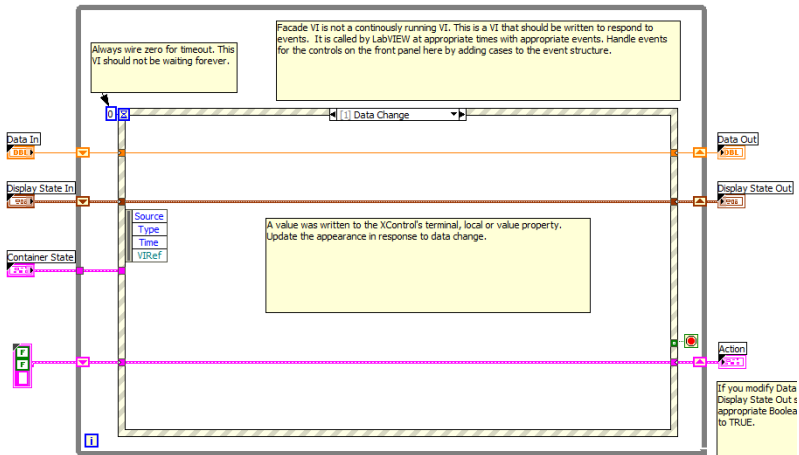 Facade VI is not a continously running VI. This is a VI that should be written to respond to
events. It is called by LabVIEW at appropriate times with appropriate events. Handle events
for the controls on the front panel here by adding cases to the event structure.
Always wire zero for timeout. This
VI should not be waiting forever.
0
[1] Data Change
Data In
DBL
Data Out
DBL
Display State In
Display State Out
Source
Type
Time
VIRef
A value was written to the XControl's terminal, local or value property.
Update the appearance in response to data change.
Container State
F
F
Action
If you modify Data
Display State Out s
appropriate Boolea
to TRUE.
i